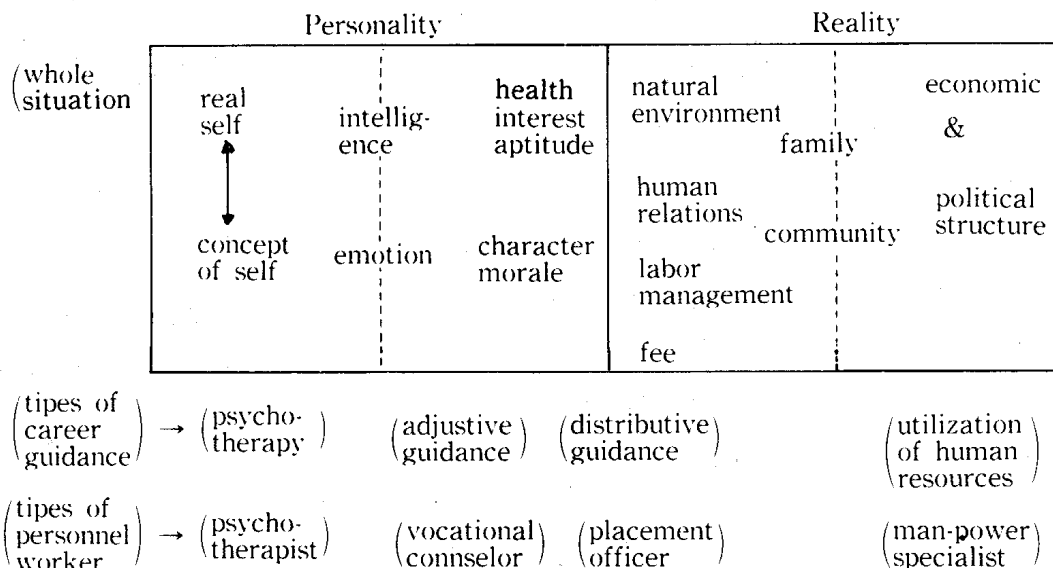 Personality
Reality
(whole
situation
real
self
concept
of self
intellig-
ence
emotion
health
interest
aptitude
character
morale
natural
environment
human
relations
labor
management
fee
family
community
economic
&
political
structure
(tipes of
career
guidance)
→
(psycho-
therapy)
(adjustive
guidance)
(distributive
guidance)
(utilization
of human
resources)
(tipes of
personnel
worker
→
(psycho-
therapist)
(vocational
connselor)
(placement
officer)
(man-power
specialist)